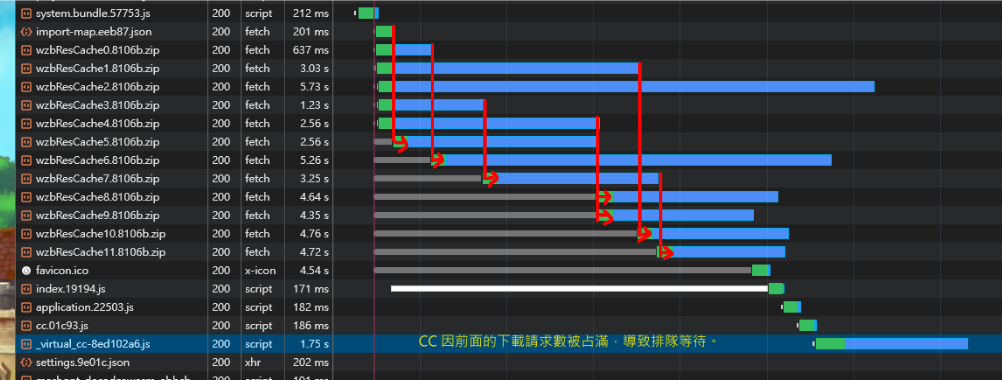 system.bundle.57753.js 200 script 212 ms
import-map.eeb87.json 200 fetch 201 ms
wzbResCache0.8106b.zip 200 fetch 637 ms
wzbResCache1.8106b.zip 200 fetch 3.03 s
wzbResCache2.8106b.zip 200 fetch 5.73 s
wzbResCache3.8106b.zip 200 fetch 1.23 s
wzbResCache4.8106b.zip 200 fetch 2.56 s
wzbResCache5.8106b.zip 200 fetch 2.56 s
wzbResCache6.8106b.zip 200 fetch 5.26 s
wzbResCache7.8106b.zip 200 fetch 3.25 s
wzbResCache8.8106b.zip 200 fetch 4.64 s
wzbResCache9.8106b.zip 200 fetch 4.35 s
wzbResCache10.8106b.zip 200 fetch 4.76 s
wzbResCache11.8106b.zip 200 fetch 4.72 s
favicon.ico 200 x-icon 4.54 s
index.19194.js 200 script 171 ms
application.22503.js 200 script 182 ms
cc.01c93.js 200 script 186 ms
_virtual_cc-8ed102a6.js 200 script 1.75 s CC 因前面的下載請求數被占滿，導致排隊等待。
settings.9e01c.json 200 xhr 202 ms